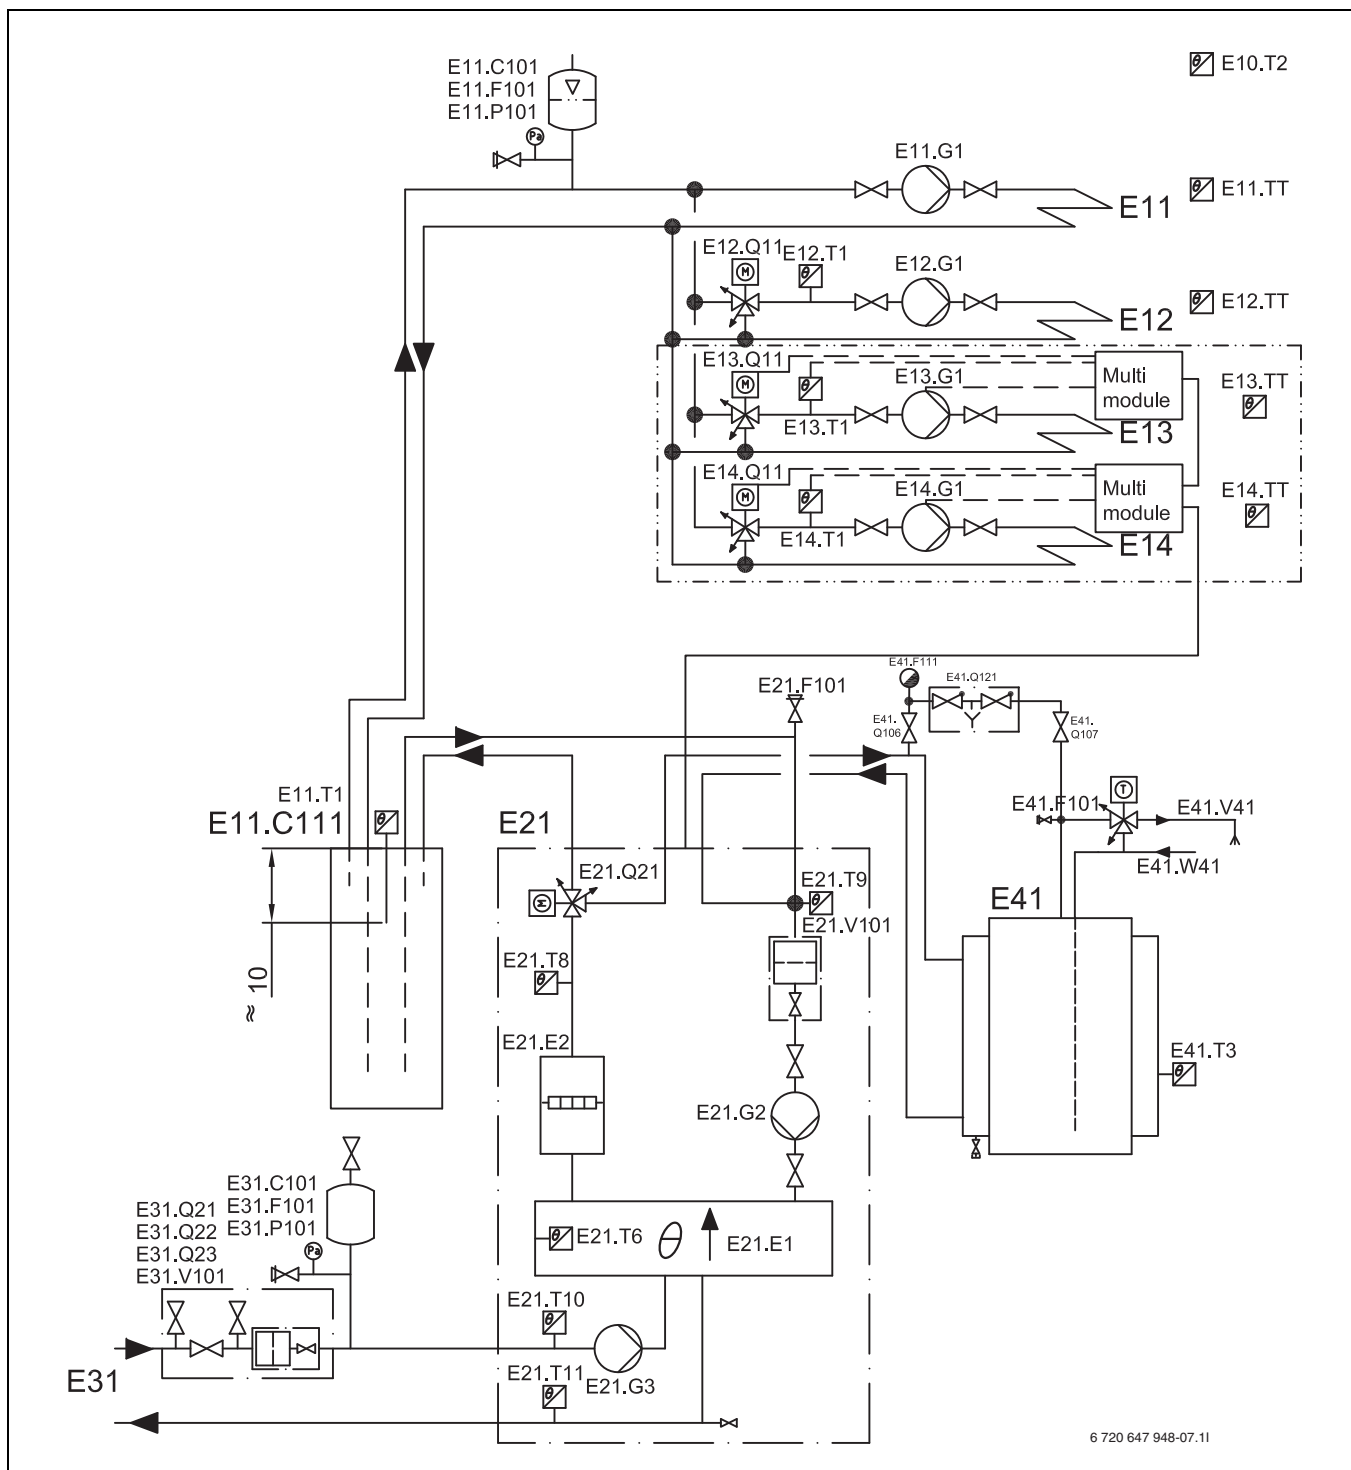 E11.C101
E11.F101
E11.P101
Pa
E10.T2
E11.G1
E11
E11.TT
E12.Q11
E12.T1
E12.G1
M
E12
E12.TT
E13.Q11
E13.G1
M
Multi
module
E13.TT
E13.T1
E13
E14.Q11
E14.G1
M
Multi
module
E14.TT
E14.T1
E14
E41.F111
E41.Q121
E21.F101
E41.
Q106
E41.
Q107
E11.T1
E11.C111
E21
T
E41.F101
E41.V41
E41.W41
E21.Q21
M
E21.T9
E21.V101
E41
≈ 10
E21.T8
E21.E2
E21.G2
E41.T3
E31.C101
E31.F101
E31.P101
E31.Q21
E31.Q22
E31.Q23
E31.V101
Pa
E21.T6
E21.E1
E21.T10
E31
E21.T11
E21.G3
6 720 647 948-07.1I